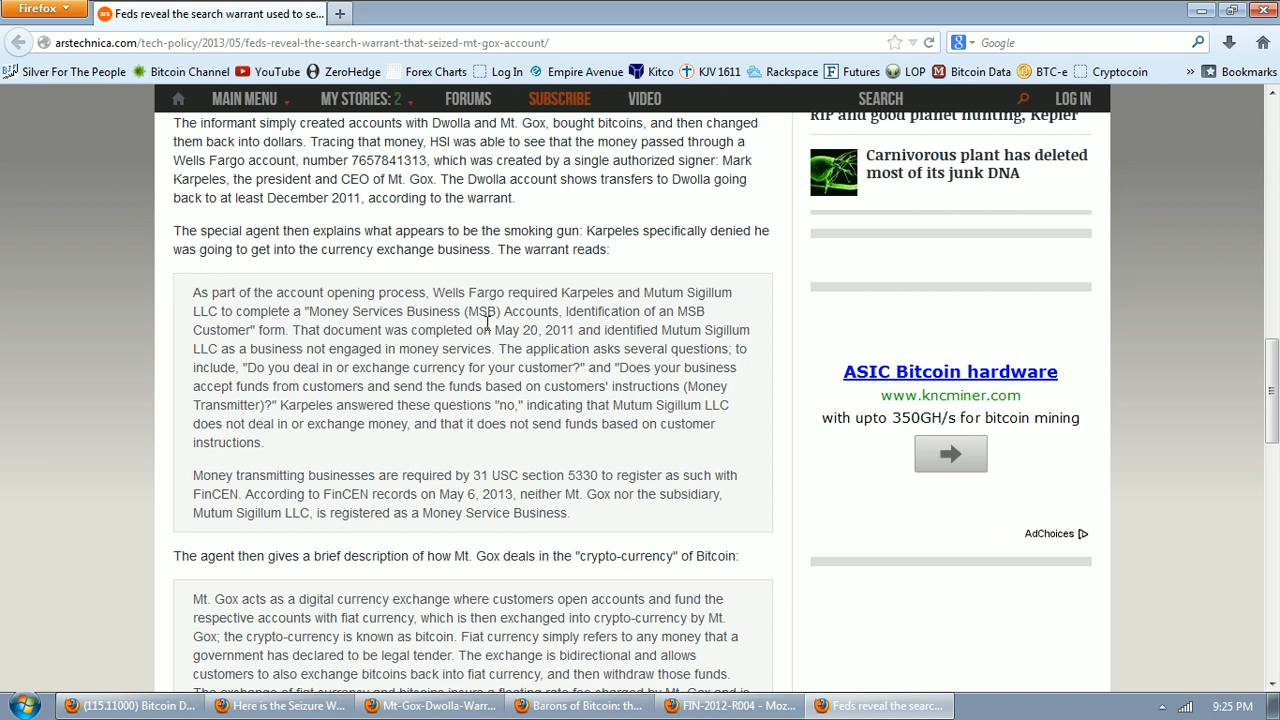 Firefox
Feds reveal the search warrant used to se...
arstechnica.com/tech-policy/2013/05/feds-reveal-the-search-warrant-that-seized-mt-gox-account/
Google
Silver For The People
Bitcoin Channel
YouTube
ZeroHedge
Forex Charts
Log In
Empire Avenue
Kitco
KJV 1611
Rackspace
Futures
LOP
Bitcoin Data
BTC-e
Cryptocoin
»
Bookmarks
MAIN MENU
MY STORIES: 2
FORUMS
SUBSCRIBE
VIDEO
SEARCH
LOG IN
The informant simply created accounts with Dwolla and Mt. Gox, bought bitcoins, and then changed
them back into dollars. Tracing that money, HSI was able to see that the money passed through a
Wells Fargo account, number 7657841313, which was created by a single authorized signer: Mark
Karpeles, the president and CEO of Mt. Gox. The Dwolla account shows transfers to Dwolla going
back to at least December 2011, according to the warrant.
The special agent then explains what appears to be the smoking gun: Karpeles specifically denied he
was going to get into the currency exchange business. The warrant reads:
As part of the account opening process, Wells Fargo required Karpeles and Mutum Sigillum
LLC to complete a "Money Services Business (MSB) Accounts, Identification of an MSB
Customer" form. That document was completed on May 20, 2011 and identified Mutum Sigillum
LLC as a business not engaged in money services. The application asks several questions; to
include, "Do you deal in or exchange currency for your customer?" and "Does your business
accept funds from customers and send the funds based on customers' instructions (Money
Transmitter)?" Karpeles answered these questions "no," indicating that Mutum Sigillum LLC
does not deal in or exchange money, and that it does not send funds based on customer
instructions.
Money transmitting businesses are required by 31 USC section 5330 to register as such with
FinCEN. According to FinCEN records on May 6, 2013, neither Mt. Gox nor the subsidiary,
Mutum Sigillum LLC, is registered as a Money Service Business.
The agent then gives a brief description of how Mt. Gox deals in the "crypto-currency" of Bitcoin:
Mt. Gox acts as a digital currency exchange where customers open accounts and fund the
respective accounts with fiat currency, which is then exchanged into crypto-currency by Mt.
Gox; the crypto-currency is known as bitcoin. Fiat currency simply refers to any money that a
government has declared to be legal tender. The exchange is bidirectional and allows
customers to also exchange bitcoins back into fiat currency, and then withdraw those funds.
The exchange of fiat currency and bitcoins incurs a floating rate fee charged by Mt. Gox and is
RIP and good planet hunting, Kepler
Carnivorous plant has deleted
most of its junk DNA
ASIC Bitcoin hardware
www.kncminer.com
with upto 350GH/s for bitcoin mining
AdChoices
(115.11000) Bitcoin D...
Here is the Seizure W...
Mt-Gox-Dwolla-Warr...
Barons of Bitcoin: th...
FIN-2012-R004 - Moz...
Feds reveal the searc...
9:25 PM